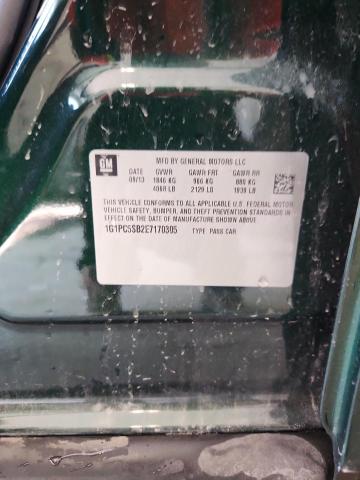 GM
MFD BY GENERAL MOTORS LLC
DATE GVWR GAWR FRT GAWR RR
09/13 1846 KG 966 KG 880 KG
4068 LB 2129 LB 1939 LB
THIS VEHICLE CONFORMS TO ALL APPLICABLE U.S. FEDERAL MOTOR
VEHICLE SAFETY, BUMPER, AND THEFT PREVENTION STANDARDS
IN EFFECT ON THE DATE OF MANUFACTURE SHOWN ABOVE.
1G1PC5SB2E7170305 TYPE PASS CAR